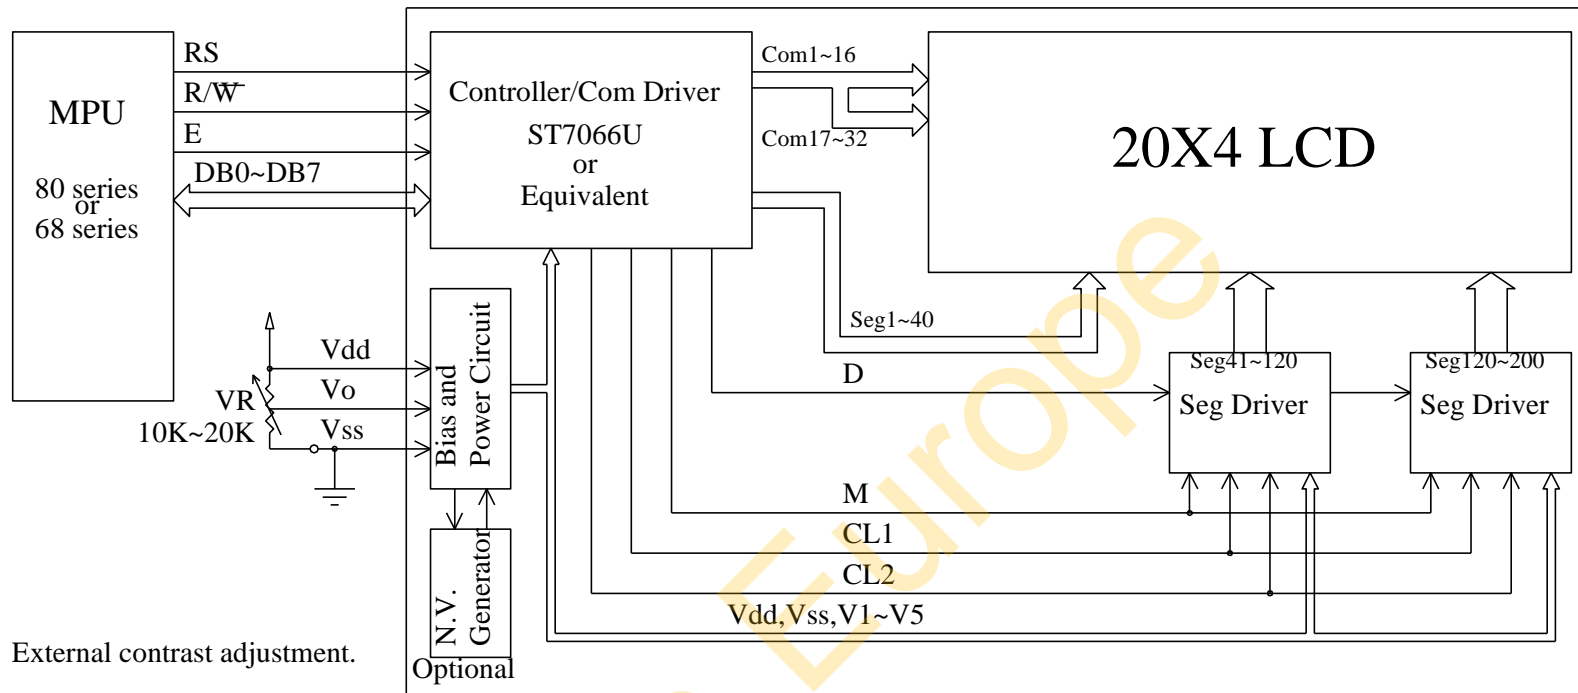 MPU
80 series
or
68 series
RS
R/W
E
DB0~DB7
Controller/Com Driver
ST7066U
or
Equivalent
Com1~16
Com17~32
20X4 LCD
Seg1~40
D
Seg41~120
Seg Driver
Seg120~200
Seg Driver
Vdd
Vo
Vss
VR
10K~20K
Bias and
Power Circuit
M
CL1
CL2
Vdd,Vss,V1~V5
N.V.
Generator
Optional
External contrast adjustment.
Europe